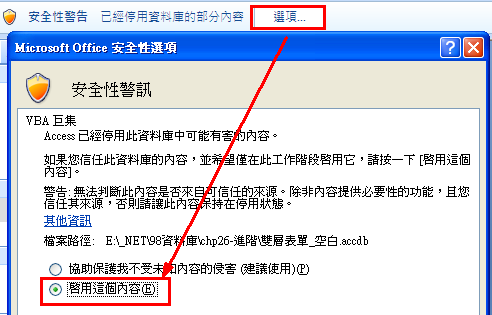 安全性警告 已經停用資料庫的部分內容 選項...
Microsoft Office 安全性選項
安全性警訊
VBA 巨集
Access 已經停用此資料庫中可能有害的內容。
如果您信任此資料庫的內容，並希望僅在此工作階段啟用它，請按一下 [啟用這個
內容]。
警告: 無法判斷此內容是否來自可信任的來源。除非內容提供必要性的功能，且您
信任其來源，否則請讓此內容保持在停用狀態。
其他資訊
檔案路徑: E:\_NET\98資料庫\chp26-進階\雙層表單_空白.accdb
協助保護我不受未知內容的侵害 (建議使用)(P)
啟用這個內容(E)